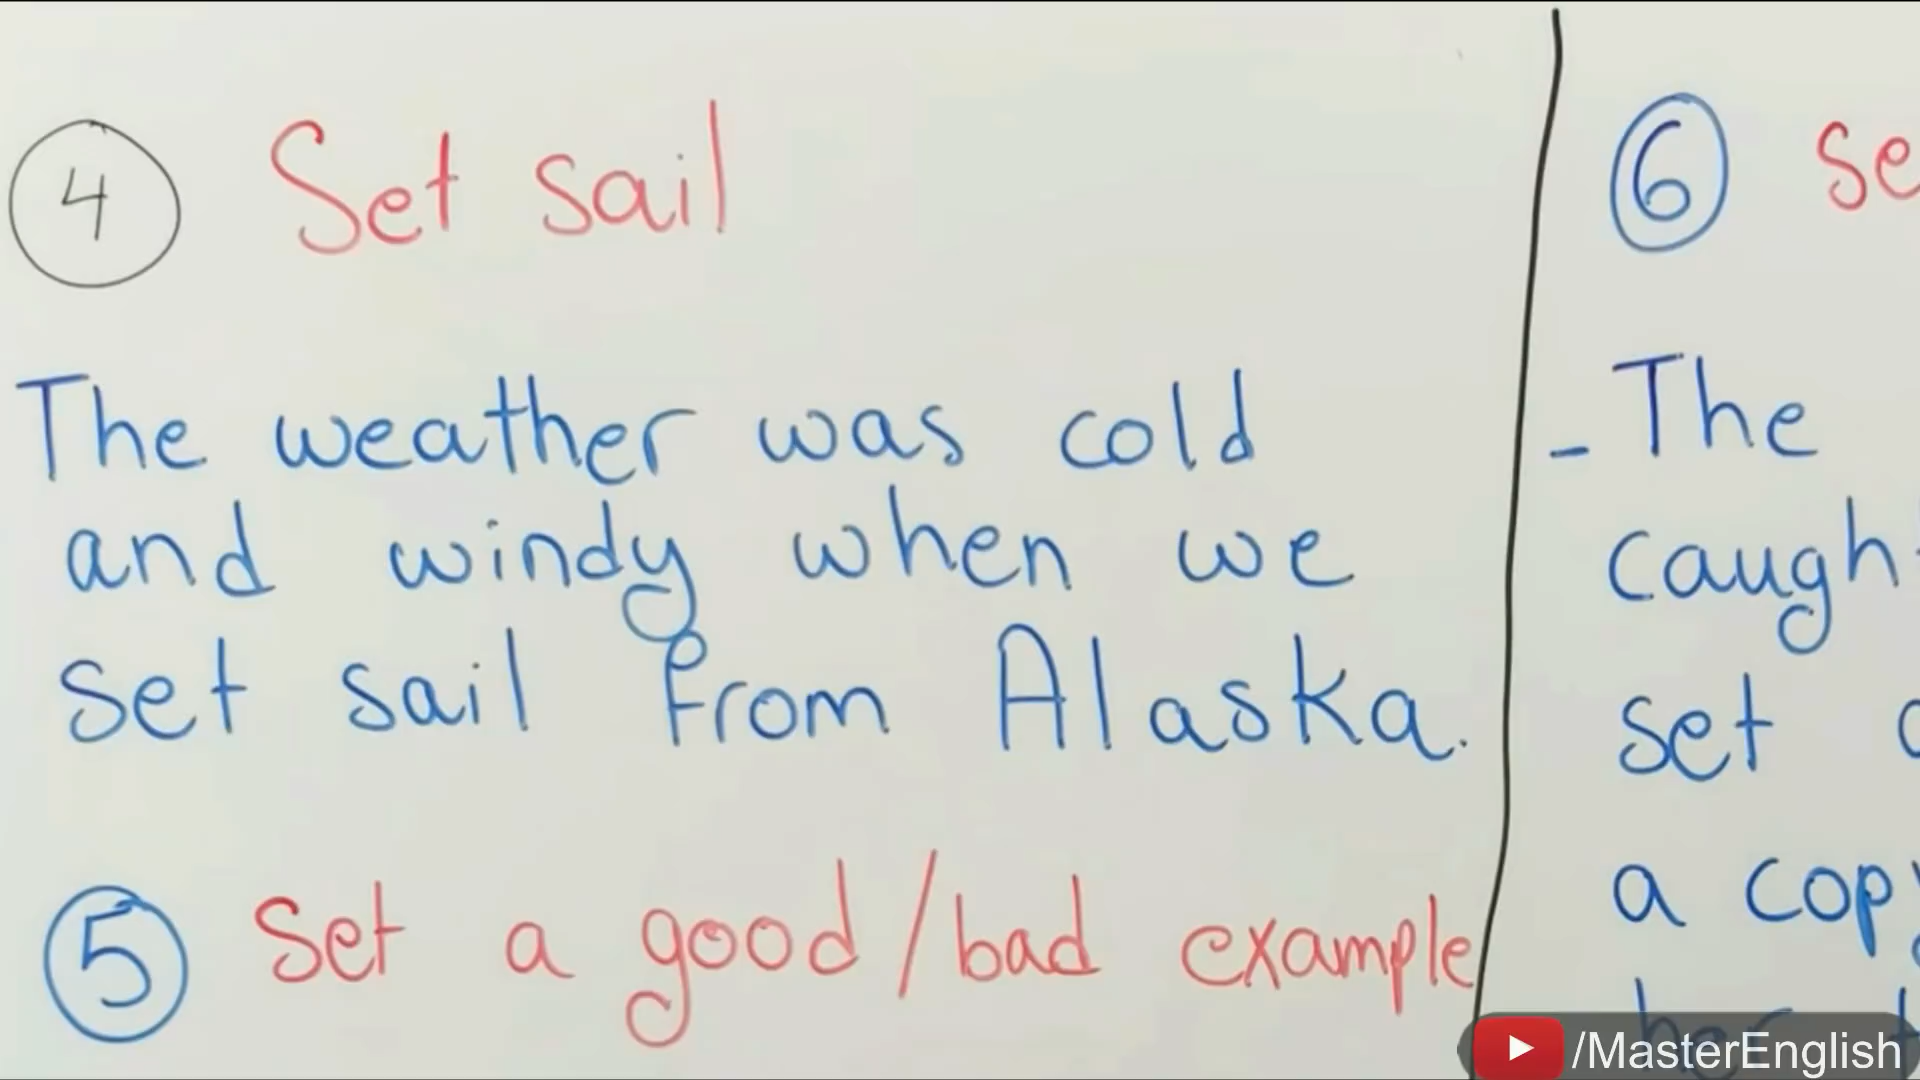 4 Set sail
The weather was cold
and windy when we
set sail from Alaska.
5 Set a good/bad example
6
- The
set
a
/MasterEnglish